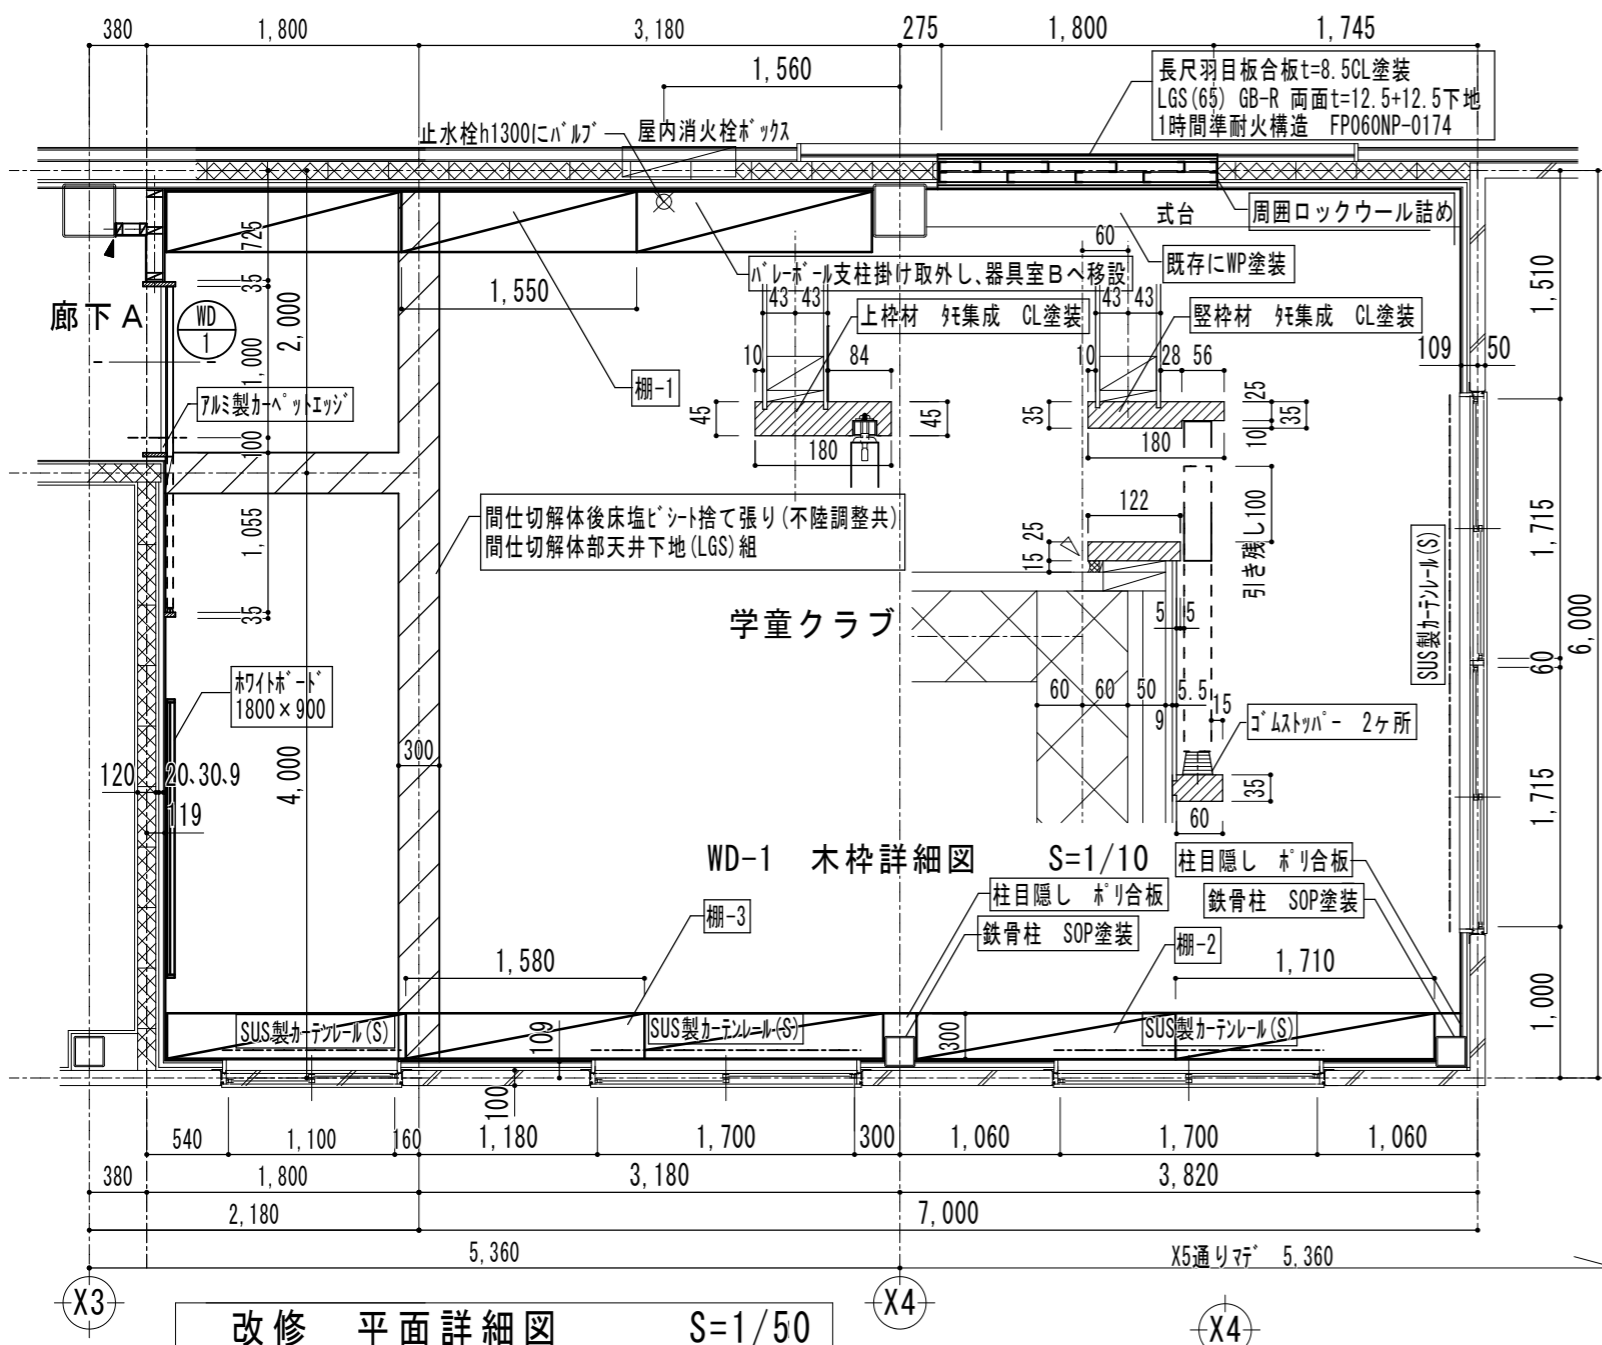 380
1,800
3,180
275
1,800
1,745
1,560
長尺羽目板合板t=8.5CL塗装
LGS(65) GB-R 両面t=12.5+12.5下地
1時間準耐火構造 FP060NP-0174
止水栓h1300にバルブ
屋内消火栓ボックス
式台
周囲ロックウール詰め
60
既存にWP塗装
バレーボール支柱掛け取外し、器具室Bへ移設
725
35
2,000
1,550
43
43
43
43
上枠材 タモ集成 CL塗装
竪枠材 タモ集成 CL塗装
廊下A
WD
1
1,000
10
84
10
28
56
109
50
1,510
棚-1
アルミ製カーペットエッジ
45
45
35
25
35
10
100
180
180
間仕切解体後床塩ビシート捨て張り(不陸調整共)
間仕切解体部天井下地(LGS)組
122
引き残し100
25
15
1,055
35
1,715
SUS製カーテンレール(S)
学童クラブ
5
5
6,000
60
ホワイトボード
1800×900
60
60
50
5.5
9
15
ゴムストッパー 2ヶ所
300
4,000
120
20、30、9
119
35
60
1,715
WD-1 木枠詳細図 S=1/10
柱目隠し ポリ合板
柱目隠し ポリ合板
鉄骨柱 SOP塗装
鉄骨柱 SOP塗装
棚-3
棚-2
1,580
1,710
1,000
SUS製カーテンレール(S)
109
SUS製カーテンレール(S)
300
SUS製カーテンレール(S)
100
540
1,100
160
1,180
1,700
300
1,060
1,700
1,060
380
1,800
3,180
3,820
2,180
7,000
5,360
X5通りマデ 5,360
X3
X4
X4
改修 平面詳細図 S=1/50